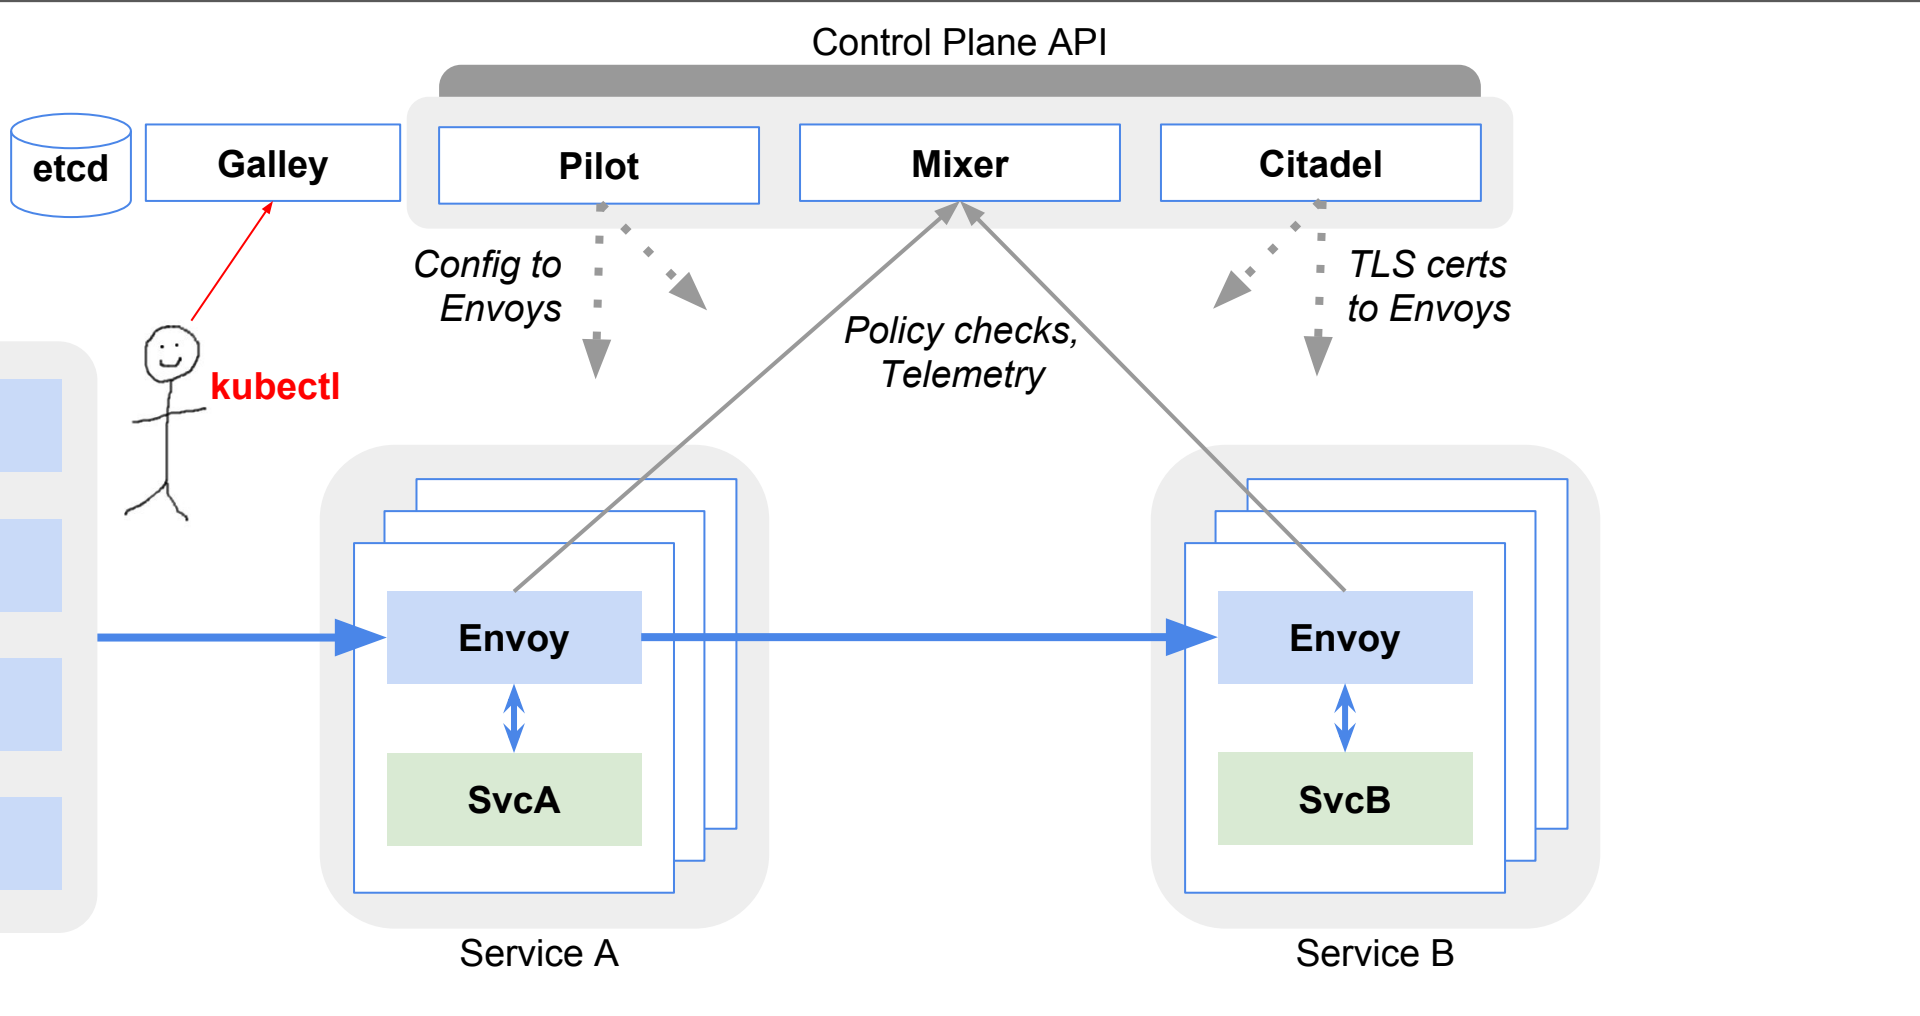 Control Plane API
etcd
Galley
Pilot
Mixer
Citadel
Config to
Envoys
TLS certs
to Envoys
Policy checks,
Telemetry
kubectl
Envoy
Envoy
SvcA
SvcB
Service A
Service B